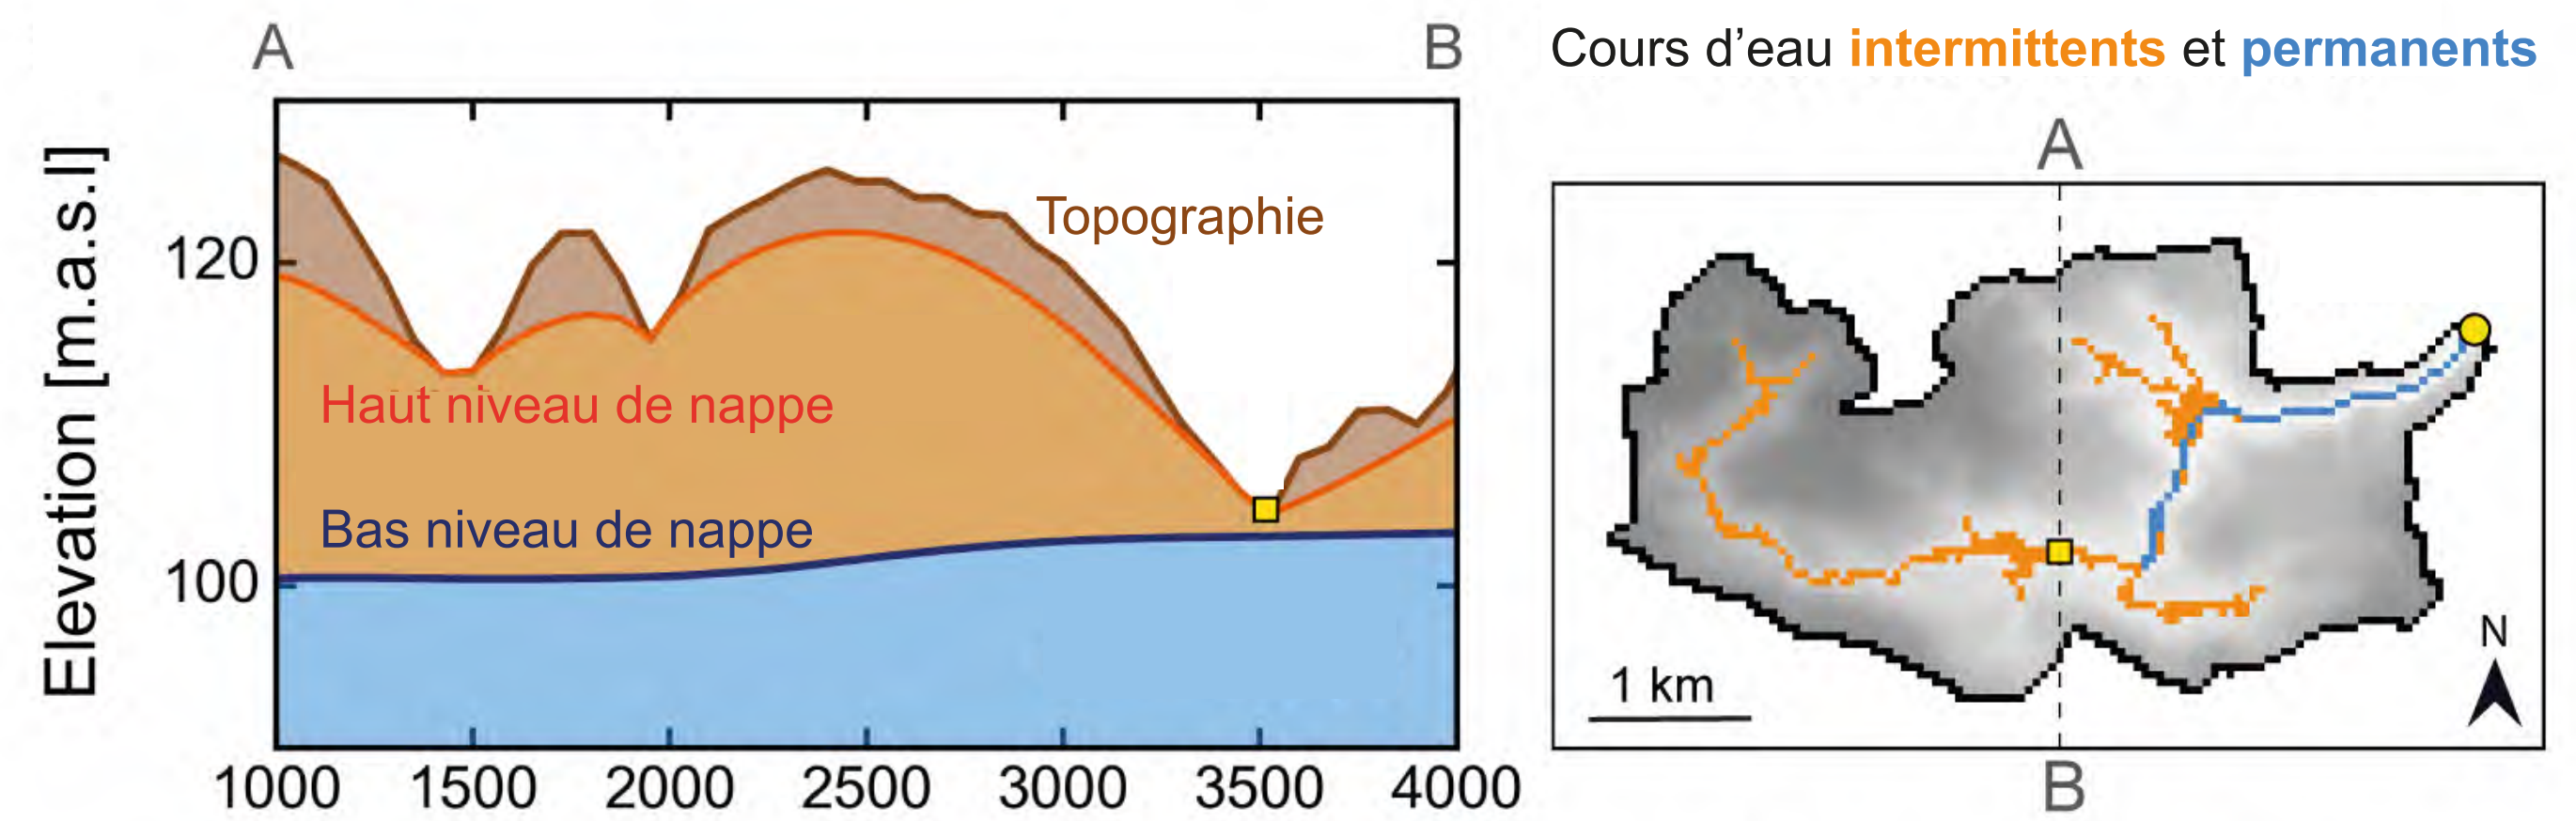 A
B
Elevation [m.a.s.l]
120
100
Topographie
Haut niveau de nappe
Bas niveau de nappe
1000 1500 2000 2500 3000 3500 4000
Cours d’eau intermittents et permanents
A
1 km
N
B